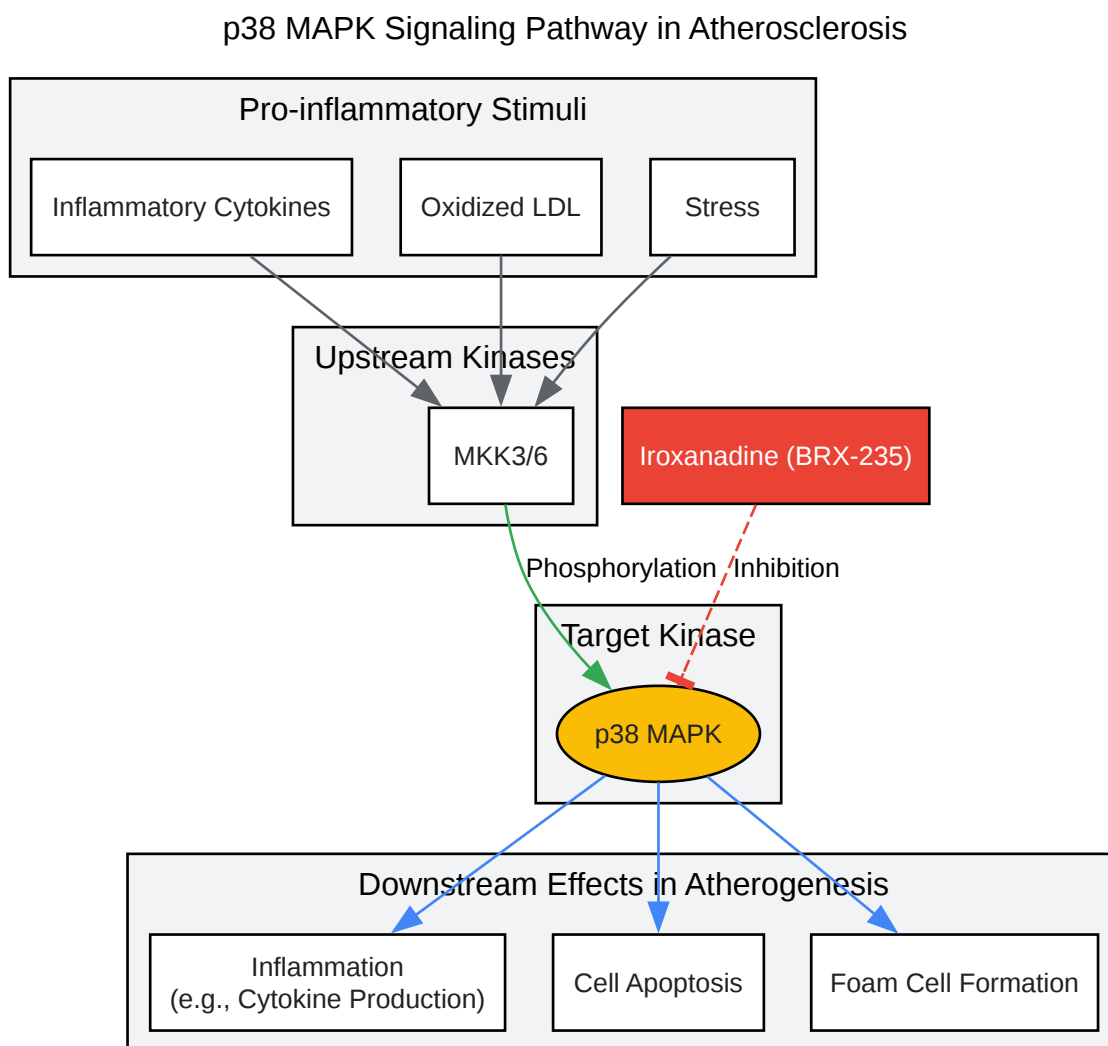 p38 MAPK Signaling Pathway in Atherosclerosis
Pro-inflammatory Stimuli
Inflammatory Cytokines
Oxidized LDL
Stress
Upstream Kinases
MKK3/6
Iroxanadine (BRX-235)
Phosphorylation
Inhibition
Target Kinase
p38 MAPK
Downstream Effects in Atherogenesis
Inflammation
(e.g., Cytokine Production)
Cell Apoptosis
Foam Cell Formation